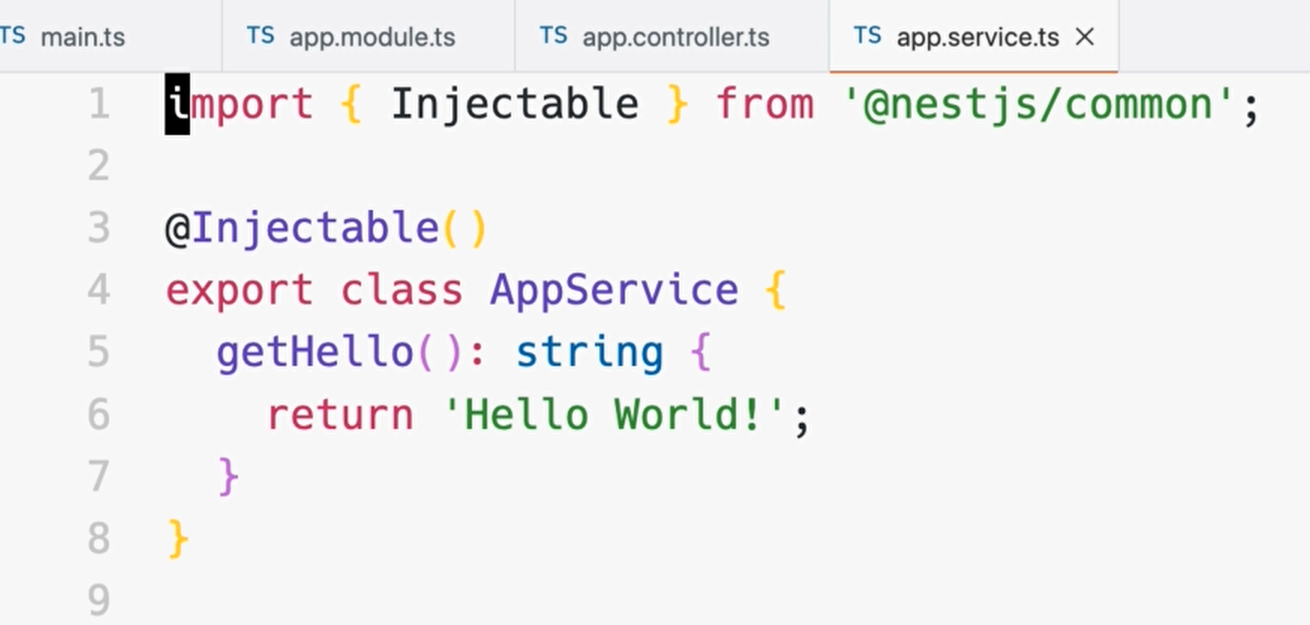 TS main.ts TS app.module.ts TS app.controller.ts TS app.service.ts ×
1 import { Injectable } from '@nestjs/common';
2
3 @Injectable()
4 export class AppService {
5   getHello(): string {
6     return 'Hello World!';
7   }
8 }
9